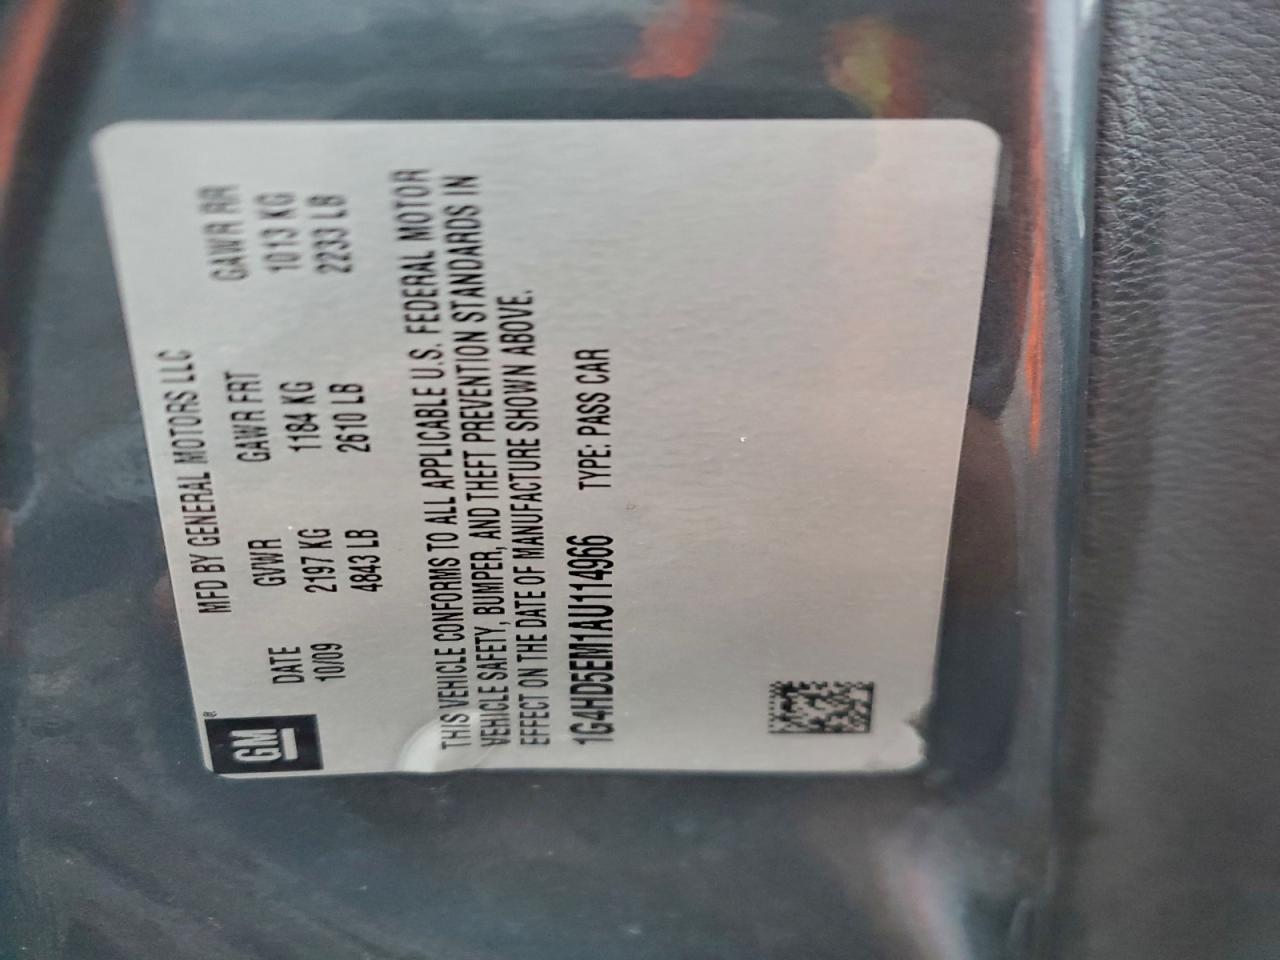 GM®
MFD BY GENERAL MOTORS LLC
DATE GVWR GAWR FRT GAWR RR
10/09 2197 KG 1184 KG 1013 KG
4843 LB 2610 LB 2233 LB
THIS VEHICLE CONFORMS TO ALL APPLICABLE U.S. FEDERAL MOTOR
VEHICLE SAFETY, BUMPER, AND THEFT PREVENTION STANDARDS IN
EFFECT ON THE DATE OF MANUFACTURE SHOWN ABOVE.
1G4HD5EM1AU114966 TYPE: PASS CAR